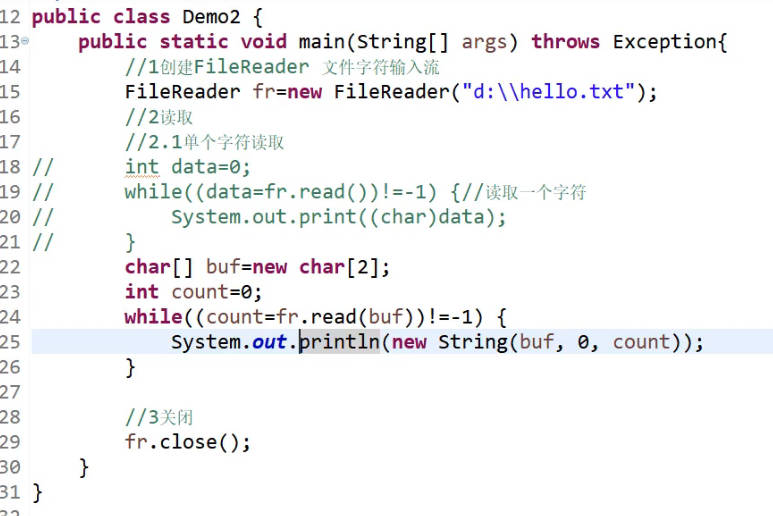 12 public class Demo2 {
13 public static void main(String[] args) throws Exception{
14 //1创建FileReader 文件字符输入流
15 FileReader fr=new FileReader("d:\\hello.txt");
16 //2读取
17 //2.1单个字符读取
18 // int data=0;
19 // while((data=fr.read())!=-1) {//读取一个字符
20 // System.out.print((char)data);
21 // }
22 char[] buf=new char[2];
23 int count=0;
24 while((count=fr.read(buf))!=-1) {
25 System.out.println(new String(buf, 0, count));
26 }
27
28 //3关闭
29 fr.close();
30 }
31 }
32